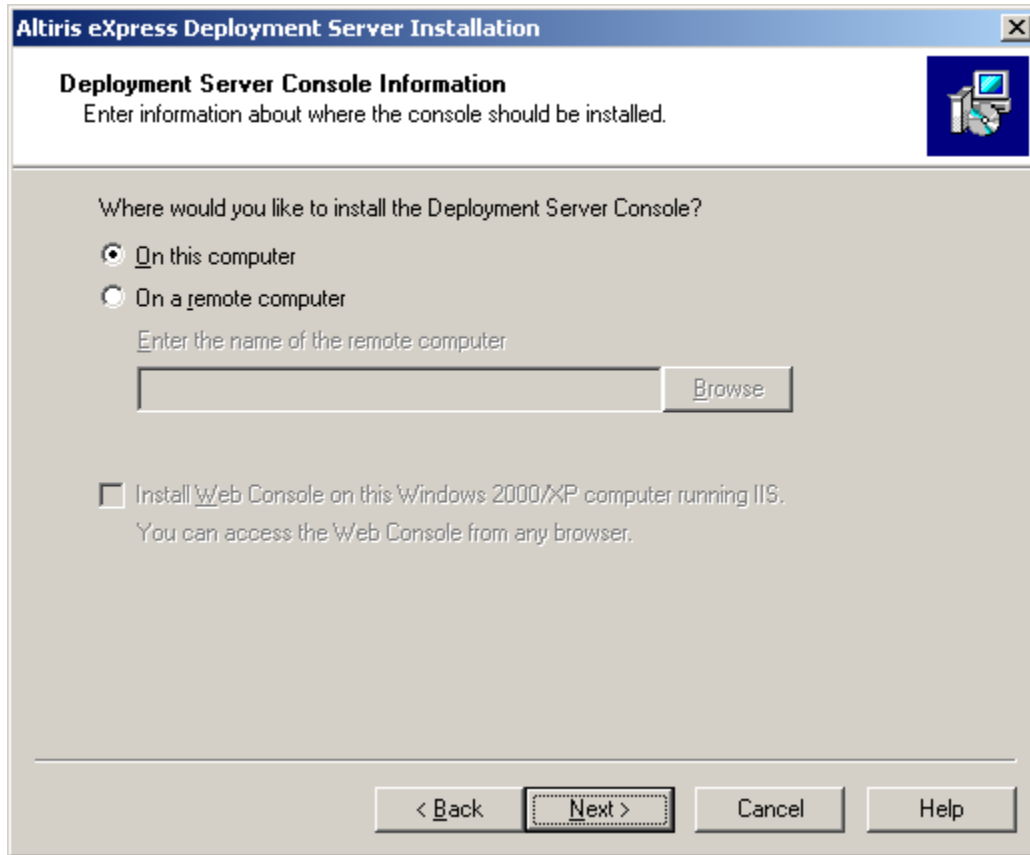 Altiris eXpress Deployment Server Installation
Deployment Server Console Information
Enter information about where the console should be installed.
Where would you like to install the Deployment Server Console?
On this computer
On a remote computer
Enter the name of the remote computer
Browse
Install Web Console on this Windows 2000/XP computer running IIS.
You can access the Web Console from any browser.
< Back Next > Cancel Help